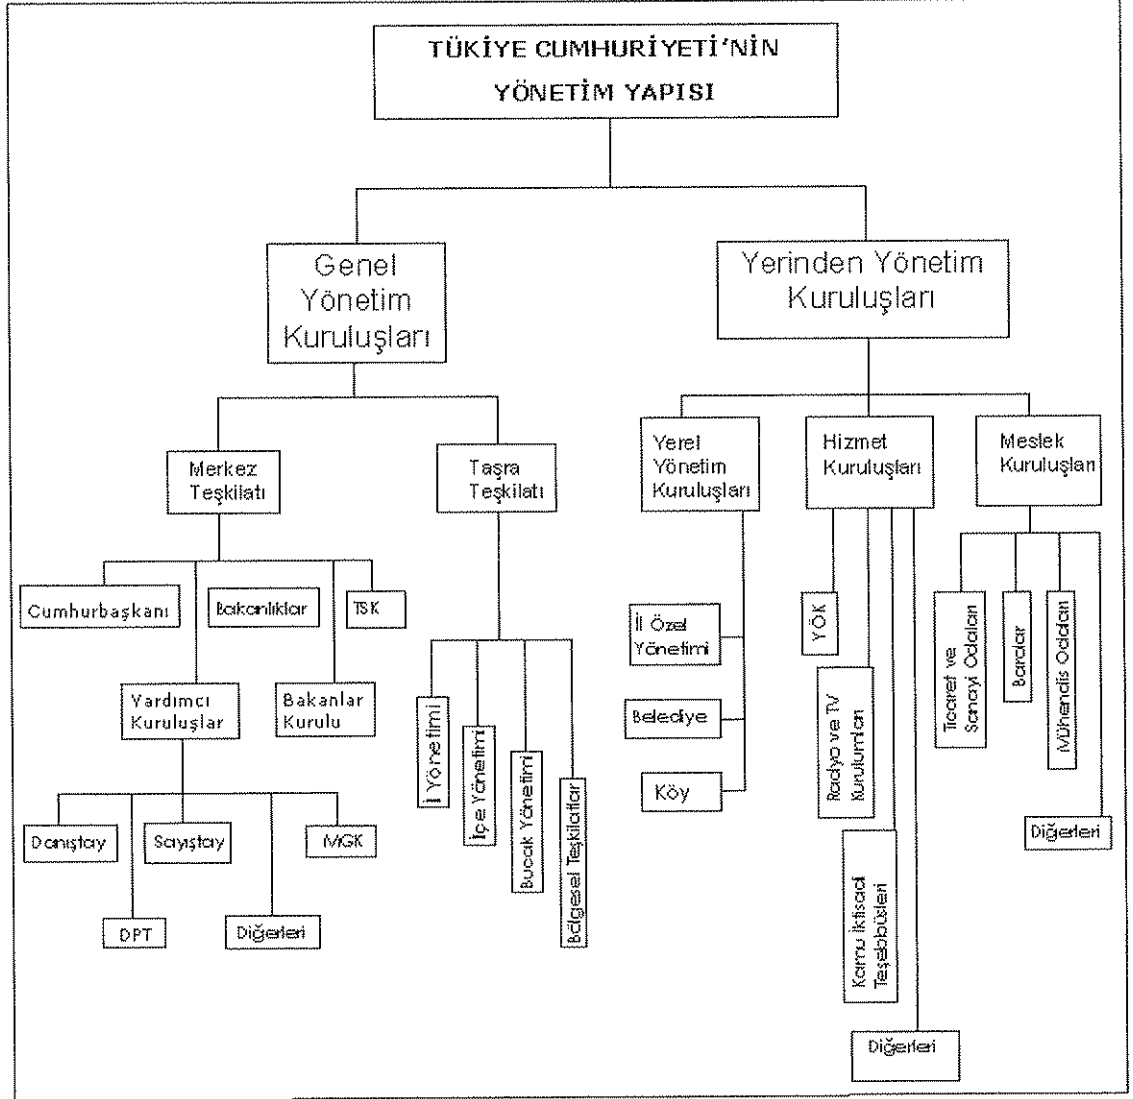 TÜKİYE CUMHURİYETİ'NİN
YÖNETİM YAPISI
Genel
Yönetim
Kuruluşları
Yerinden Yönetim
Kuruluşları
Merkez
Teşkilatı
Taşra
Teşkilatı
Yerel
Yönetim
Kuruluşları
Hizmet
Kuruluşları
Meslek
Kuruluşları
Cumhurbaşkanı
Bakanlıklar
TSK
Yardımcı
Kuruluşlar
Bakanlar
Kurulu
Danıştay
Sayıştay
MGK
DPT
Diğerleri
İl Yönetimi
İlçe Yönetimi
Bucak Yönetimi
Bölgesel Teşkilatlar
İl Özel
Yönetimi
Belediye
Köy
YÖK
Radyo ve TV
Kurulumları
Kamu İktisadi
Teşebbüsleri
Diğerleri
Ticaret ve
Sanayi Odaları
Barolar
Mühendis Odaları
Diğerleri